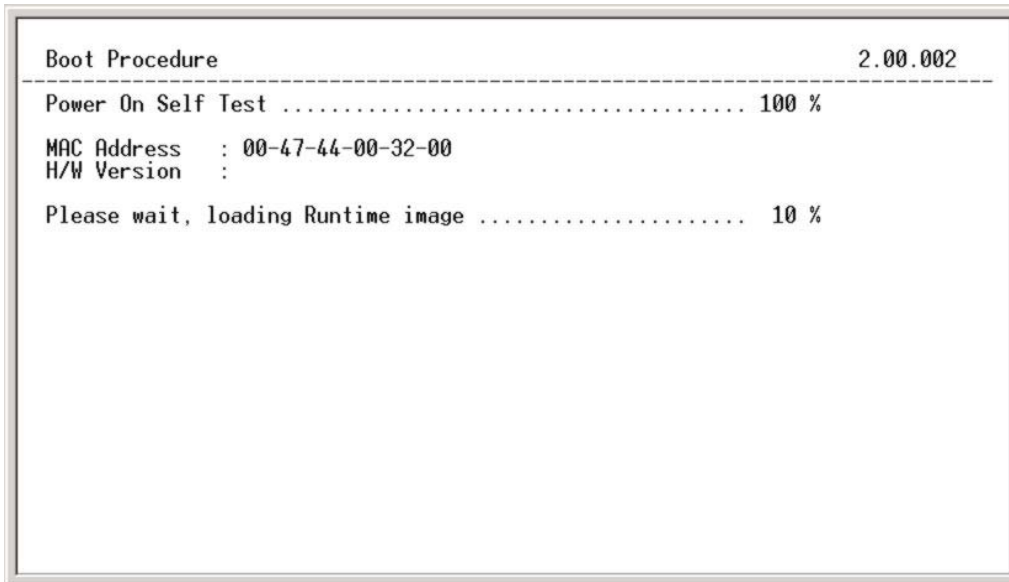 Boot Procedure 2.00.002
--------------------------------------------------------------------------------
Power On Self Test ...................................... 100 %
MAC Address : 00-47-44-00-32-00
H/W Version :
Please wait, loading Runtime image ...................... 10 %